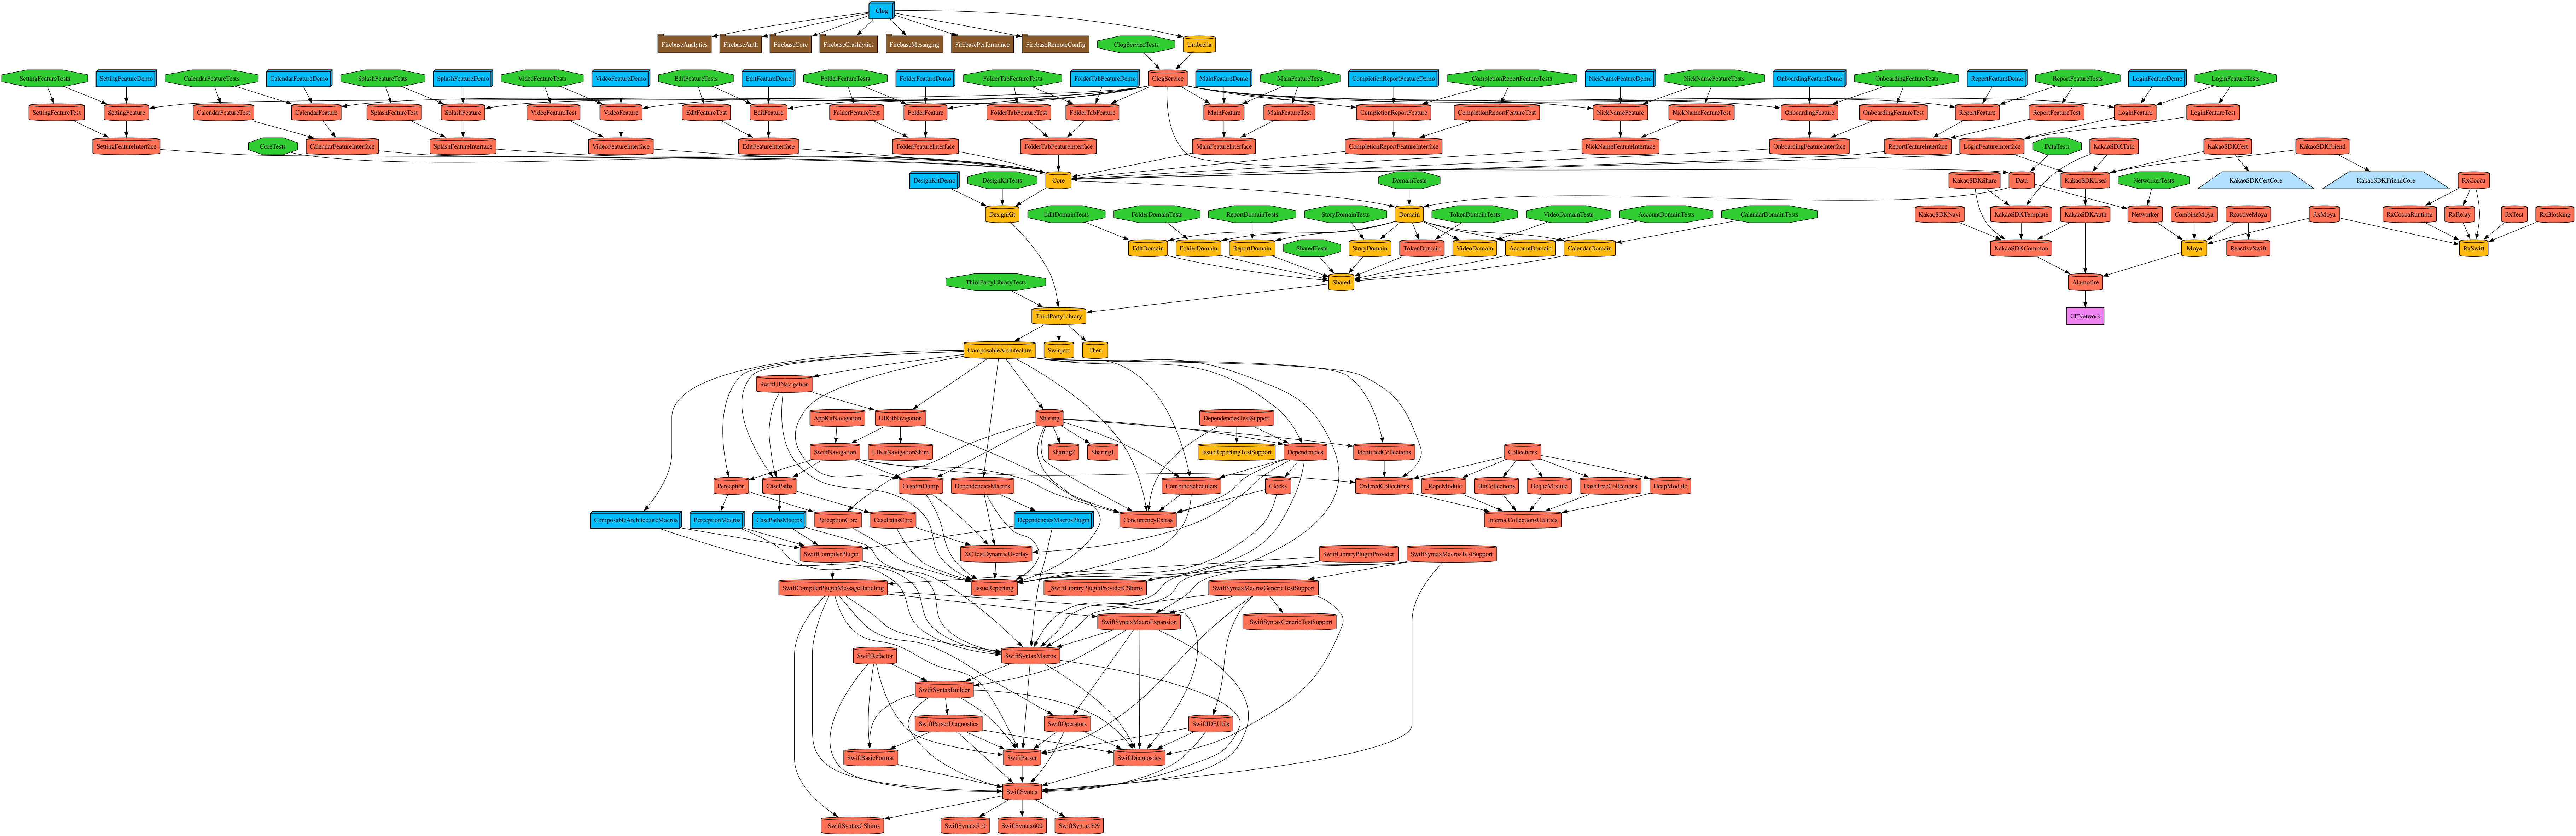 Clog
FirebaseAnalytics
FirebaseAuth
FirebaseCore
FirebaseCrashlytics
FirebaseMessaging
FirebasePerformance
FirebaseRemoteConfig
ClogServiceTests
Umbrella
SettingFeatureTests
SettingFeatureDemo
CalendarFeatureTests
CalendarFeatureDemo
SplashFeatureTests
SplashFeatureDemo
VideoFeatureTests
VideoFeatureDemo
EditFeatureTests
EditFeatureDemo
FolderFeatureTests
FolderFeatureDemo
FolderTabFeatureTests
FolderTabFeatureDemo
ClogService
MainFeatureDemo
MainFeatureTests
CompletionReportFeatureDemo
CompletionReportFeatureTests
NickNameFeatureDemo
NickNameFeatureTests
OnboardingFeatureDemo
OnboardingFeatureTests
ReportFeatureDemo
ReportFeatureTests
LoginFeatureDemo
LoginFeatureTests
SettingFeatureTest
SettingFeature
CalendarFeatureTest
CalendarFeature
SplashFeatureTest
SplashFeature
VideoFeatureTest
VideoFeature
EditFeatureTest
EditFeature
FolderFeatureTest
FolderFeature
FolderTabFeatureTest
FolderTabFeature
MainFeature
MainFeatureTest
CompletionReportFeature
CompletionReportFeatureTest
NickNameFeature
NickNameFeatureTest
OnboardingFeature
OnboardingFeatureTest
ReportFeature
ReportFeatureTest
LoginFeature
LoginFeatureTest
SettingFeatureInterface
CoreTests
CalendarFeatureInterface
SplashFeatureInterface
VideoFeatureInterface
EditFeatureInterface
FolderFeatureInterface
FolderTabFeatureInterface
MainFeatureInterface
CompletionReportFeatureInterface
NickNameFeatureInterface
OnboardingFeatureInterface
ReportFeatureInterface
LoginFeatureInterface
KakaoSDKTalk
DataTests
KakaoSDKCert
KakaoSDKFriend
DesignKitDemo
DesignKitTests
Core
DomainTests
KakaoSDKShare
Data
KakaoSDKUser
NetworkerTests
KakaoSDKCertCore
KakaoSDKFriendCore
RxCocoa
DesignKit
EditDomainTests
FolderDomainTests
ReportDomainTests
StoryDomainTests
Domain
TokenDomainTests
VideoDomainTests
AccountDomainTests
CalendarDomainTests
KakaoSDKNavi
KakaoSDKTemplate
KakaoSDKAuth
Networker
CombineMoya
ReactiveMoya
RxMoya
RxCocoaRuntime
RxRelay
RxTest
RxBlocking
EditDomain
FolderDomain
ReportDomain
SharedTests
StoryDomain
TokenDomain
VideoDomain
AccountDomain
CalendarDomain
KakaoSDKCommon
Moya
ReactiveSwift
RxSwift
ThirdPartyLibraryTests
Shared
Alamofire
ThirdPartyLibrary
CFNetwork
ComposableArchitecture
Swinject
Then
SwiftUINavigation
AppKitNavigation
UIKitNavigation
Sharing
DependenciesTestSupport
SwiftNavigation
UIKitNavigationShim
Sharing2
Sharing1
IssueReportingTestSupport
Dependencies
IdentifiedCollections
Collections
Perception
CasePaths
CustomDump
DependenciesMacros
CombineSchedulers
Clocks
OrderedCollections
_RopeModule
BitCollections
DequeModule
HashTreeCollections
HeapModule
ComposableArchitectureMacros
PerceptionMacros
CasePathsMacros
PerceptionCore
CasePathsCore
DependenciesMacrosPlugin
ConcurrencyExtras
InternalCollectionsUtilities
SwiftCompilerPlugin
XCTestDynamicOverlay
SwiftLibraryPluginProvider
SwiftSyntaxMacrosTestSupport
SwiftCompilerPluginMessageHandling
IssueReporting
_SwiftLibraryPluginProviderCShims
SwiftSyntaxMacrosGenericTestSupport
SwiftSyntaxMacroExpansion
_SwiftSyntaxGenericTestSupport
SwiftRefactor
SwiftSyntaxMacros
SwiftSyntaxBuilder
SwiftParserDiagnostics
SwiftOperators
SwiftIDEUtils
SwiftBasicFormat
SwiftParser
SwiftDiagnostics
SwiftSyntax
_SwiftSyntaxCShims
SwiftSyntax510
SwiftSyntax600
SwiftSyntax509